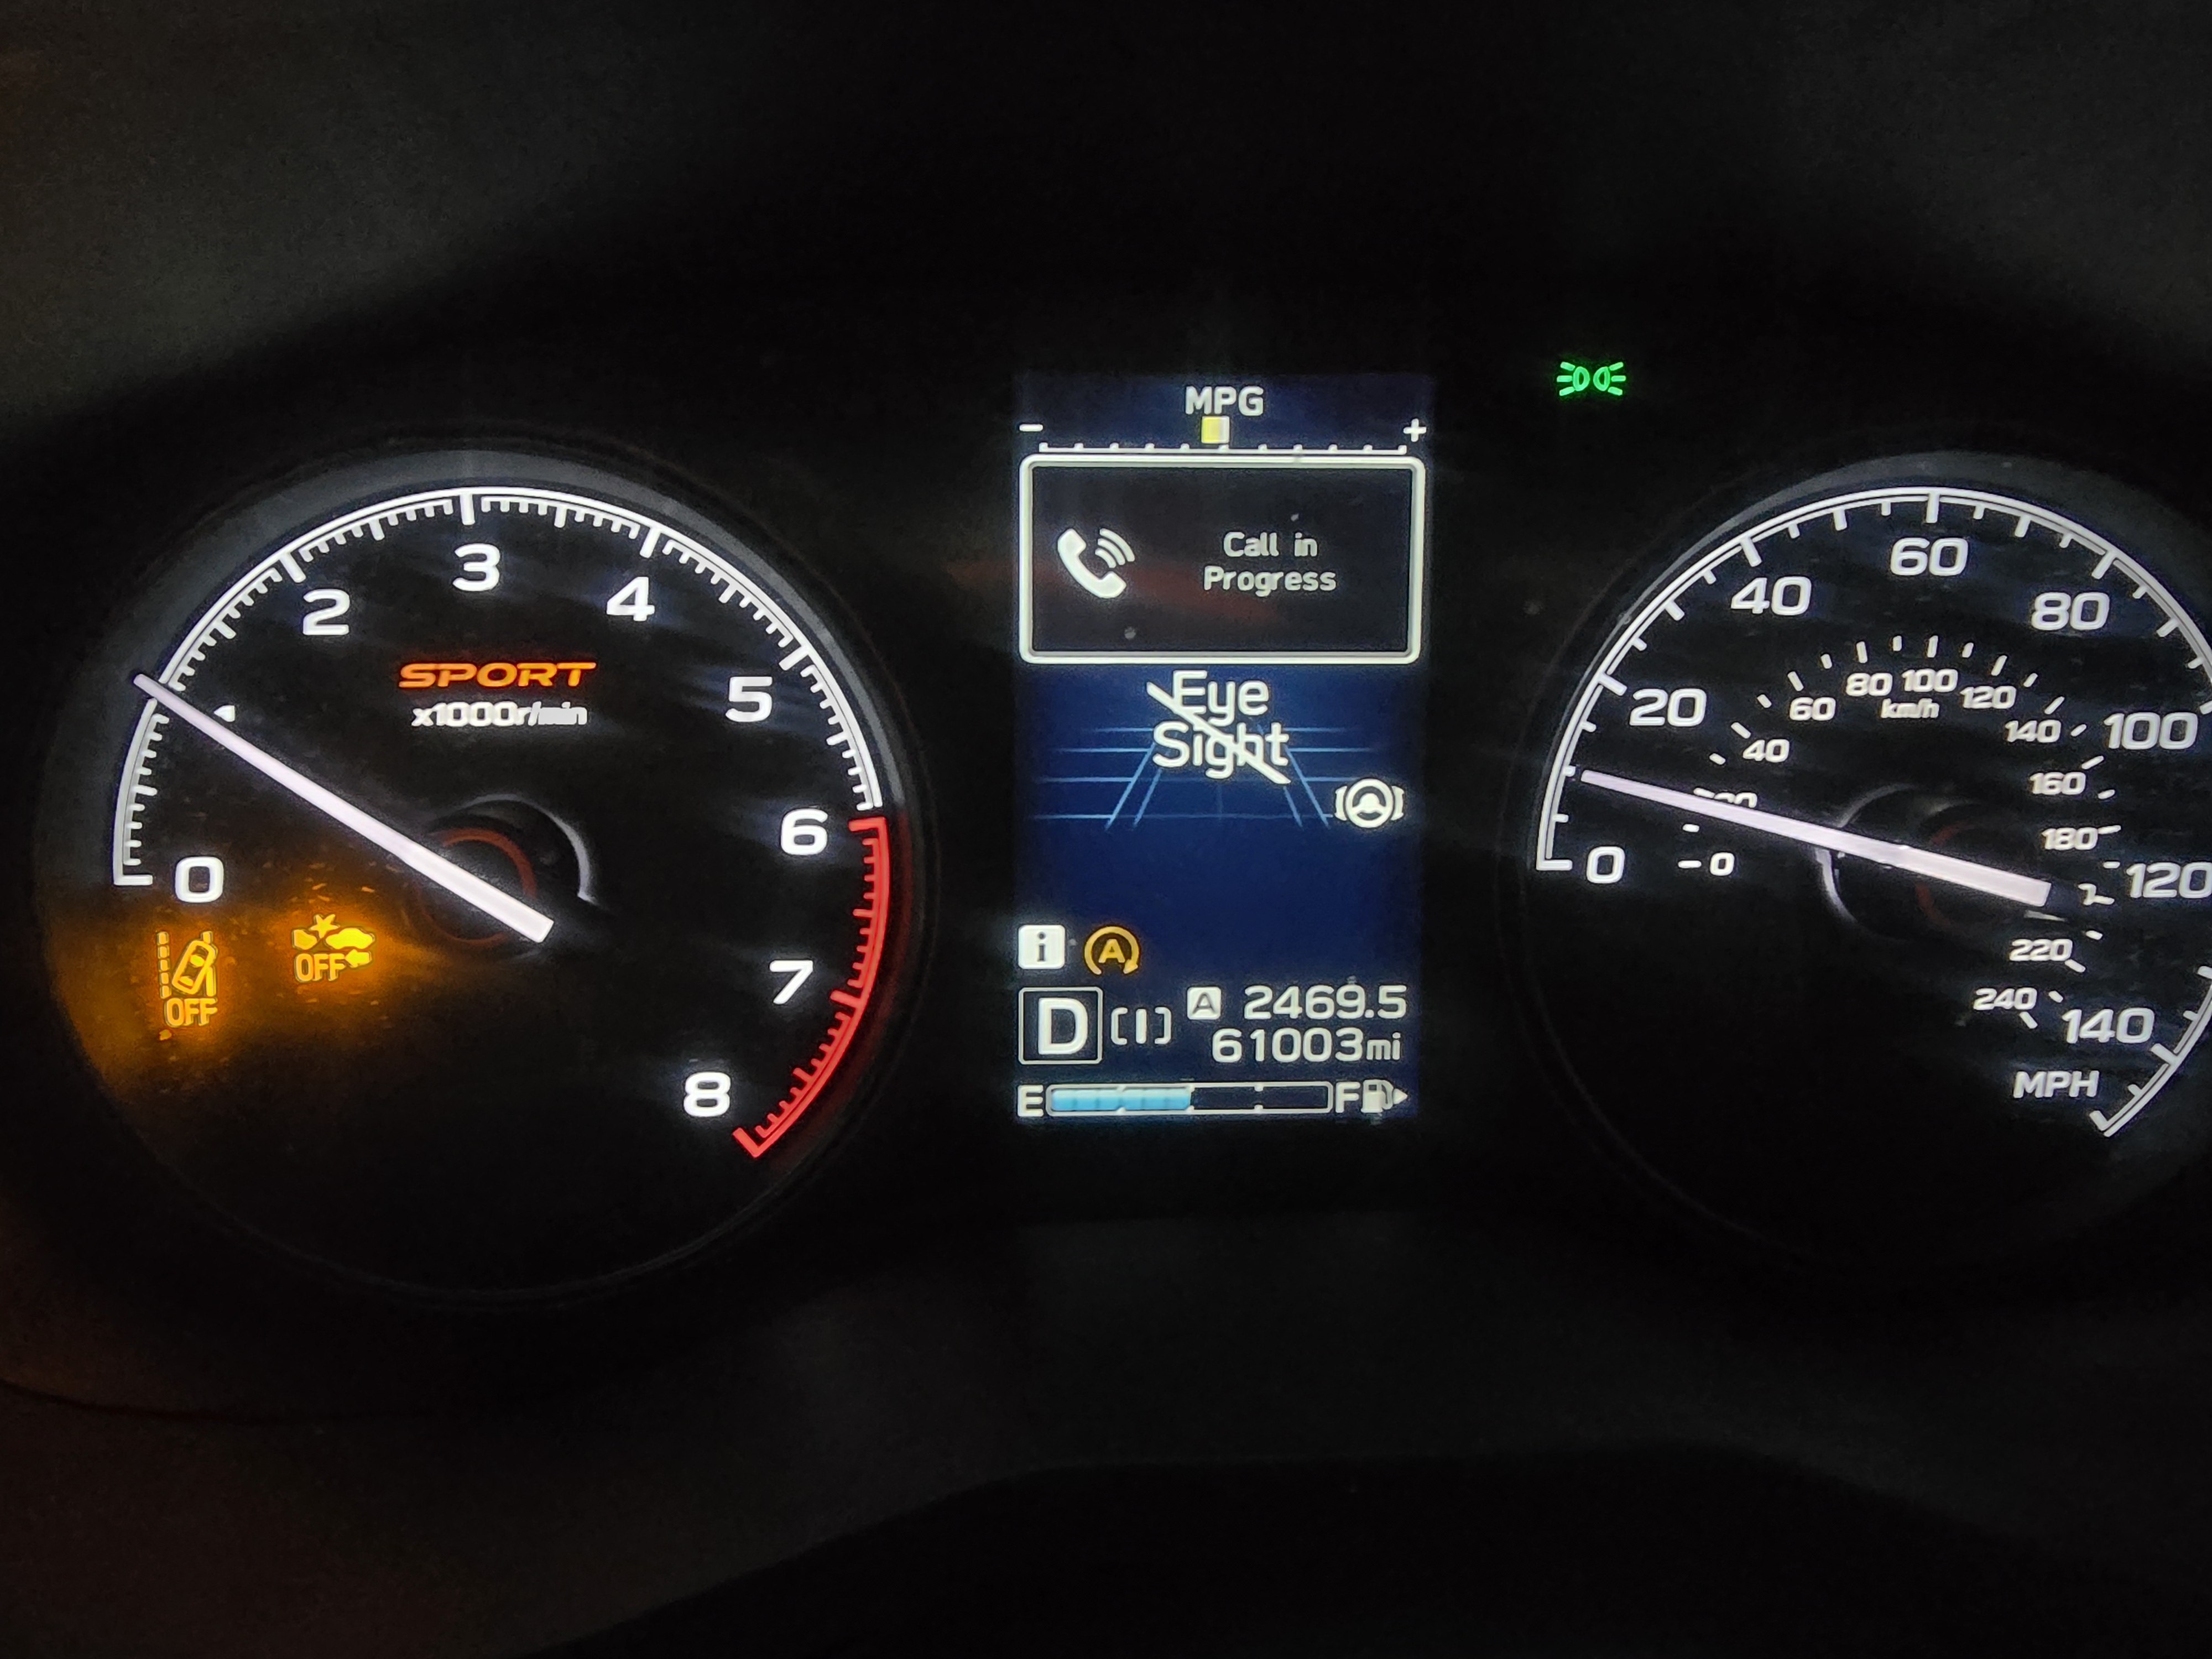 MPG
- +
Call in
Progress
Eye
Sight
i A
D [I] A 2469.5
61003mi
E F
0
1
2
3
4
5
6
7
8
SPORT
x1000r/min
OFF
OFF
0
20
40
60
80
100
120
140
MPH
0
20
40
60
80
100
120
140
160
180
220
240
km/h